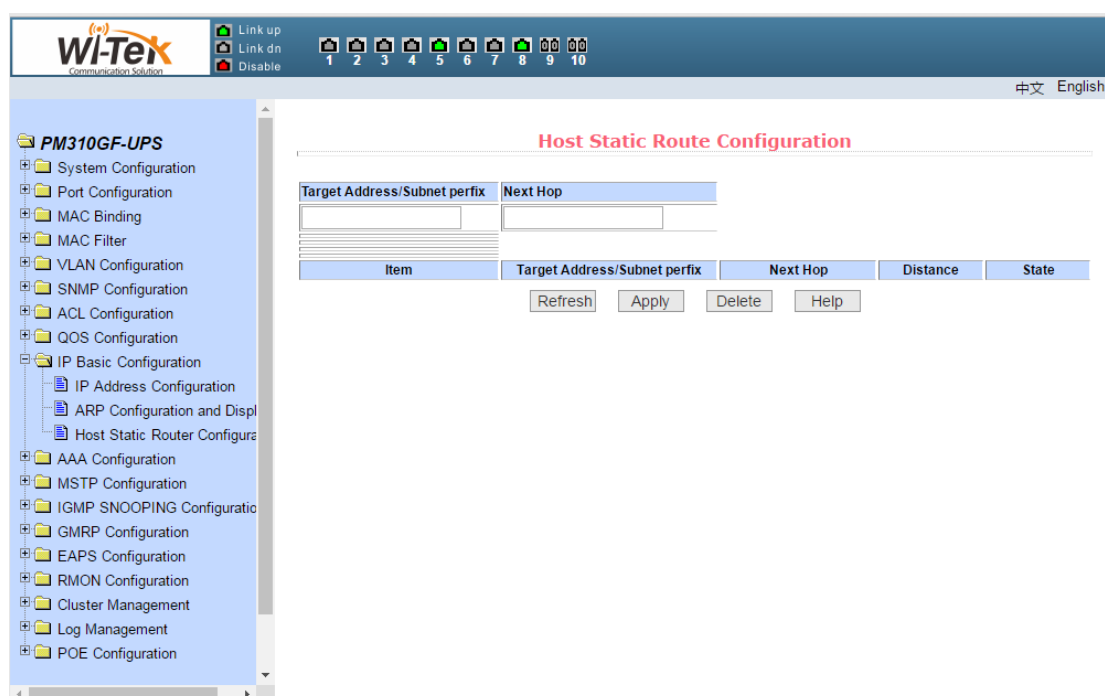 Wi-Tek
Communication Solution
Link up
Link dn
Disable
1 2 3 4 5 6 7 8 9 10
中文 English
PM310GF-UPS
System Configuration
Port Configuration
MAC Binding
MAC Filter
VLAN Configuration
SNMP Configuration
ACL Configuration
QOS Configuration
IP Basic Configuration
IP Address Configuration
ARP Configuration and Displ
Host Static Router Configura
AAA Configuration
MSTP Configuration
IGMP SNOOPING Configuratio
GMRP Configuration
EAPS Configuration
RMON Configuration
Cluster Management
Log Management
POE Configuration
Host Static Route Configuration
Target Address/Subnet perfix Next Hop
Item Target Address/Subnet perfix Next Hop Distance State
Refresh Apply Delete Help